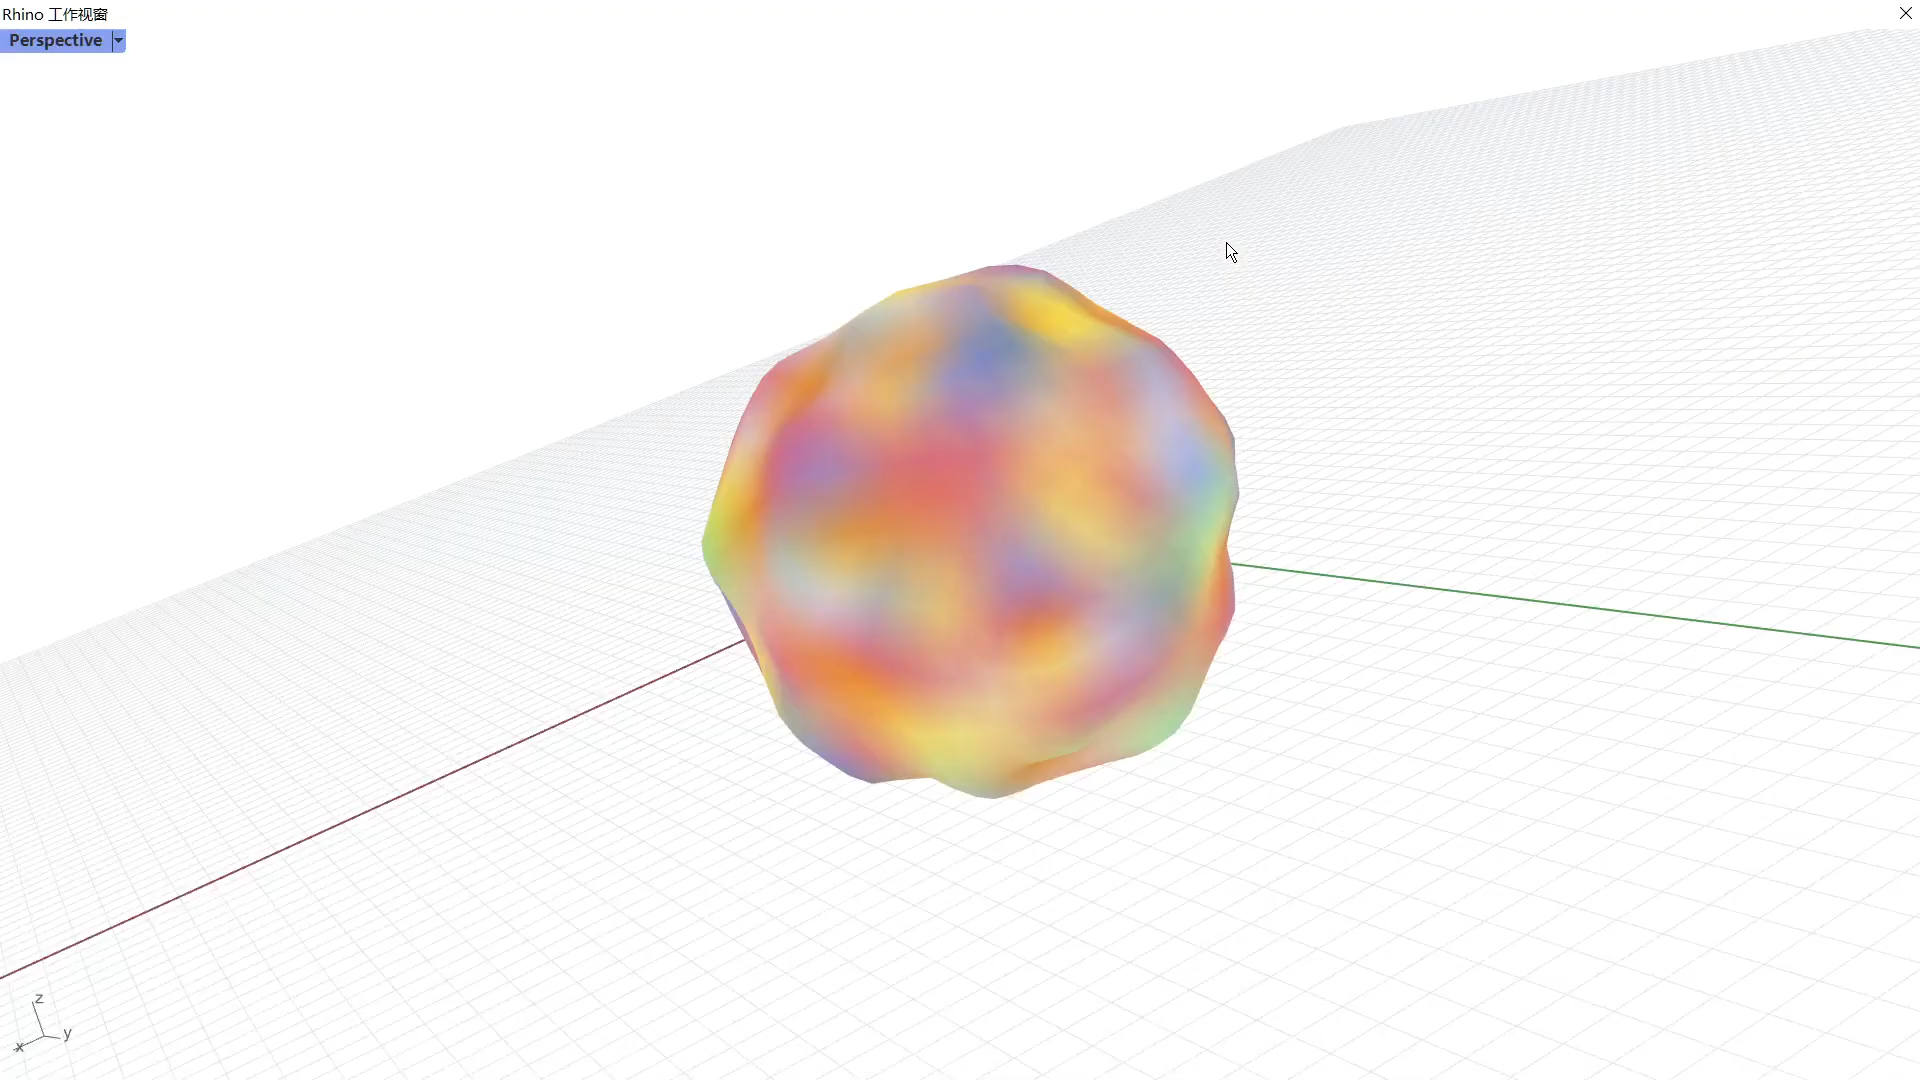 Rhino 工作视窗
Perspective
z
y
x